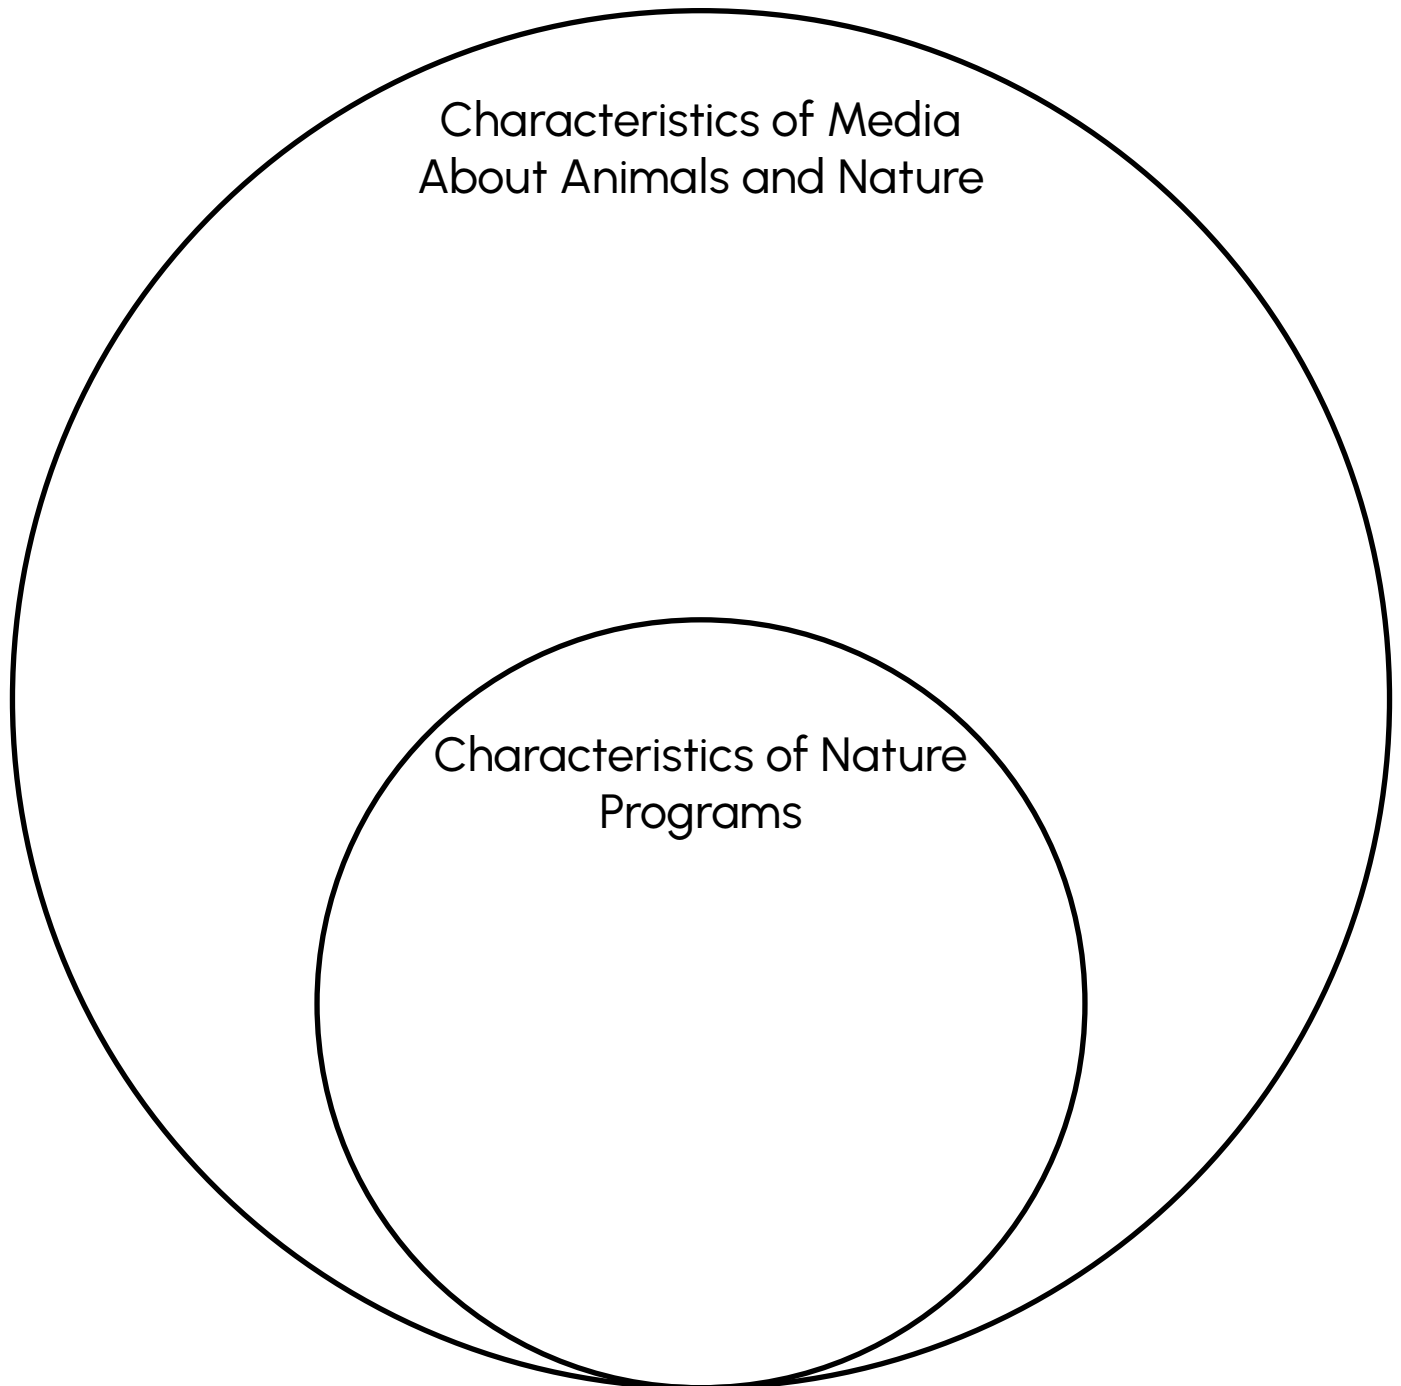 Characteristics of Media
About Animals and Nature
Characteristics of Nature
Programs